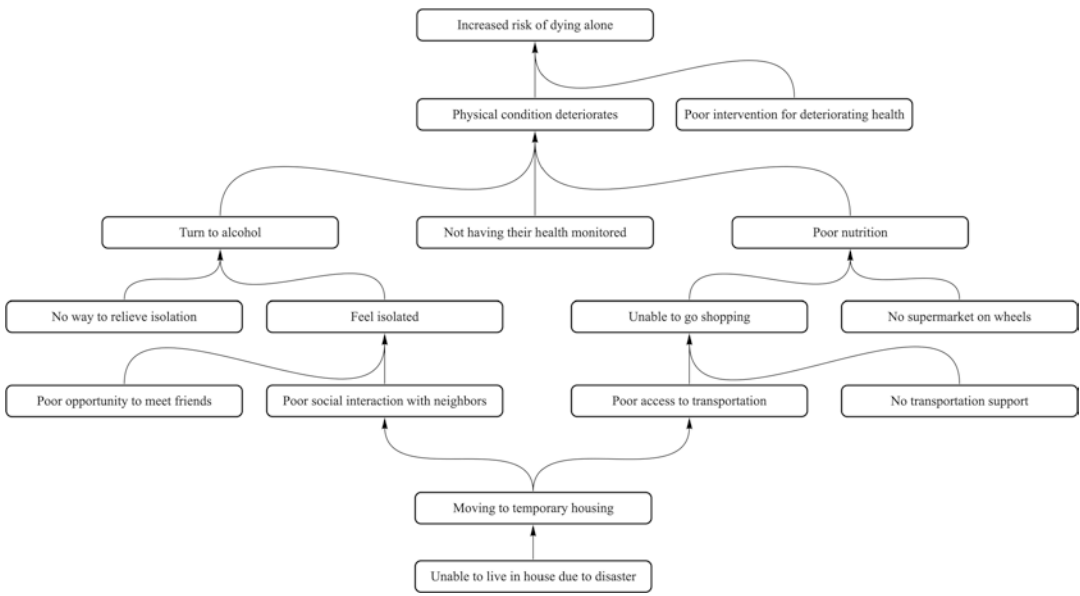 Increased risk of dying alone
Physical condition deteriorates
Poor intervention for deteriorating health
Turn to alcohol
Not having their health monitored
Poor nutrition
No way to relieve isolation
Feel isolated
Unable to go shopping
No supermarket on wheels
Poor opportunity to meet friends
Poor social interaction with neighbors
Poor access to transportation
No transportation support
Moving to temporary housing
Unable to live in house due to disaster